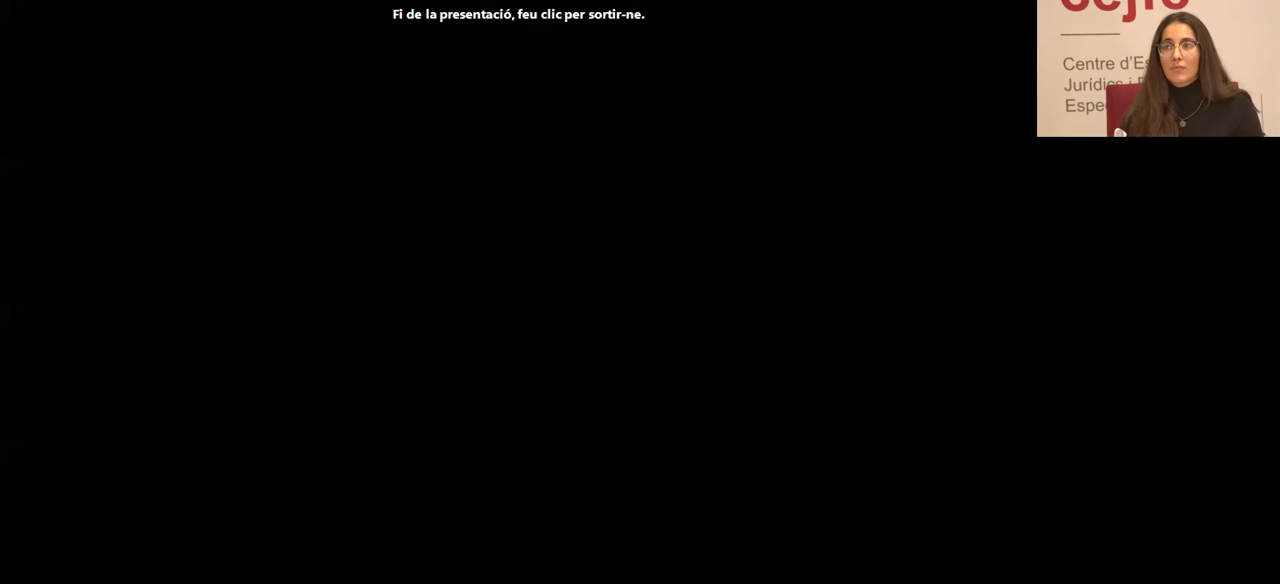 Fi de la presentació, feu clic per sortir-ne.
Centre d'Es
Jurídics i
Espe